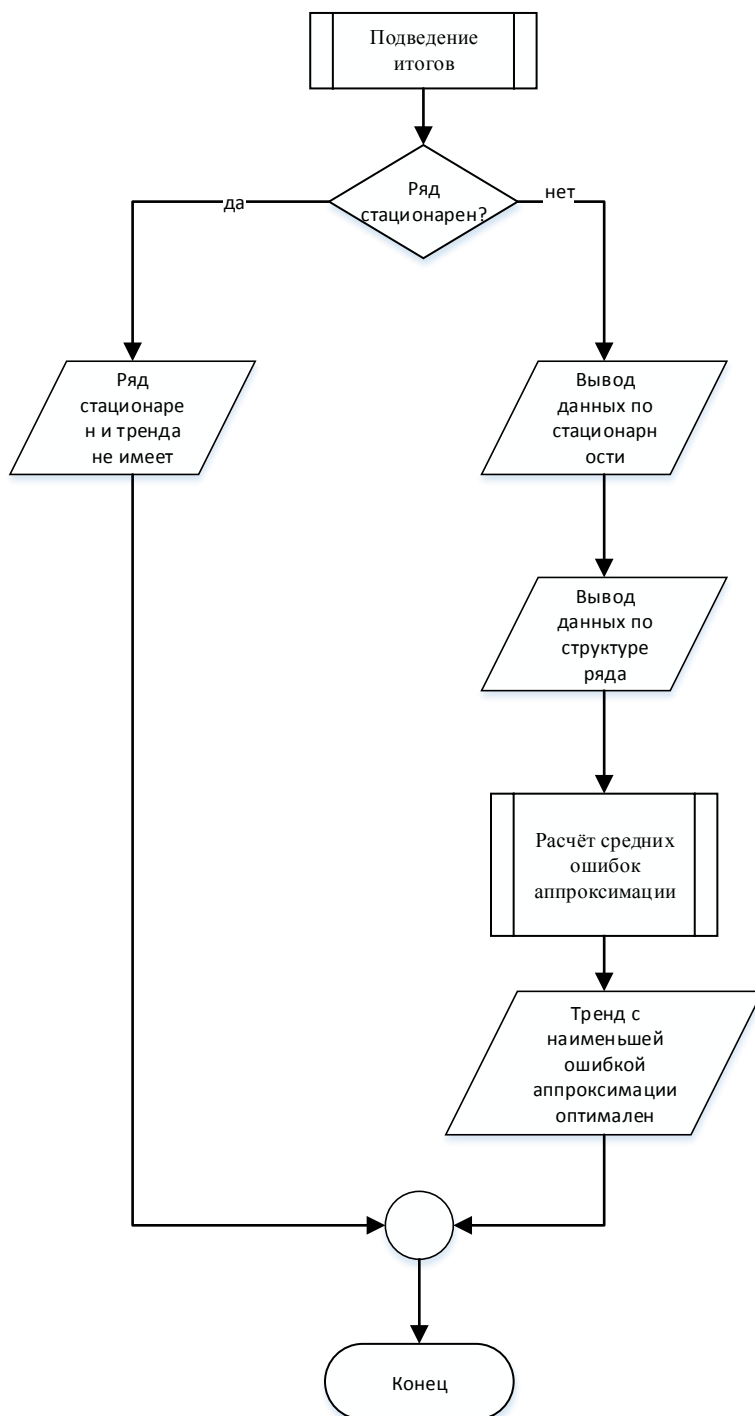 Подведение
итогов
Ряд
стационарен?
да
нет
Ряд
стационаре
н и тренда
не имеет
Вывод
данных по
стационарн
ости
Вывод
данных по
структуре
ряда
Расчёт средних
ошибок
аппроксимации
Тренд с
наименьшей
ошибкой
аппроксимации
оптимален
Конец